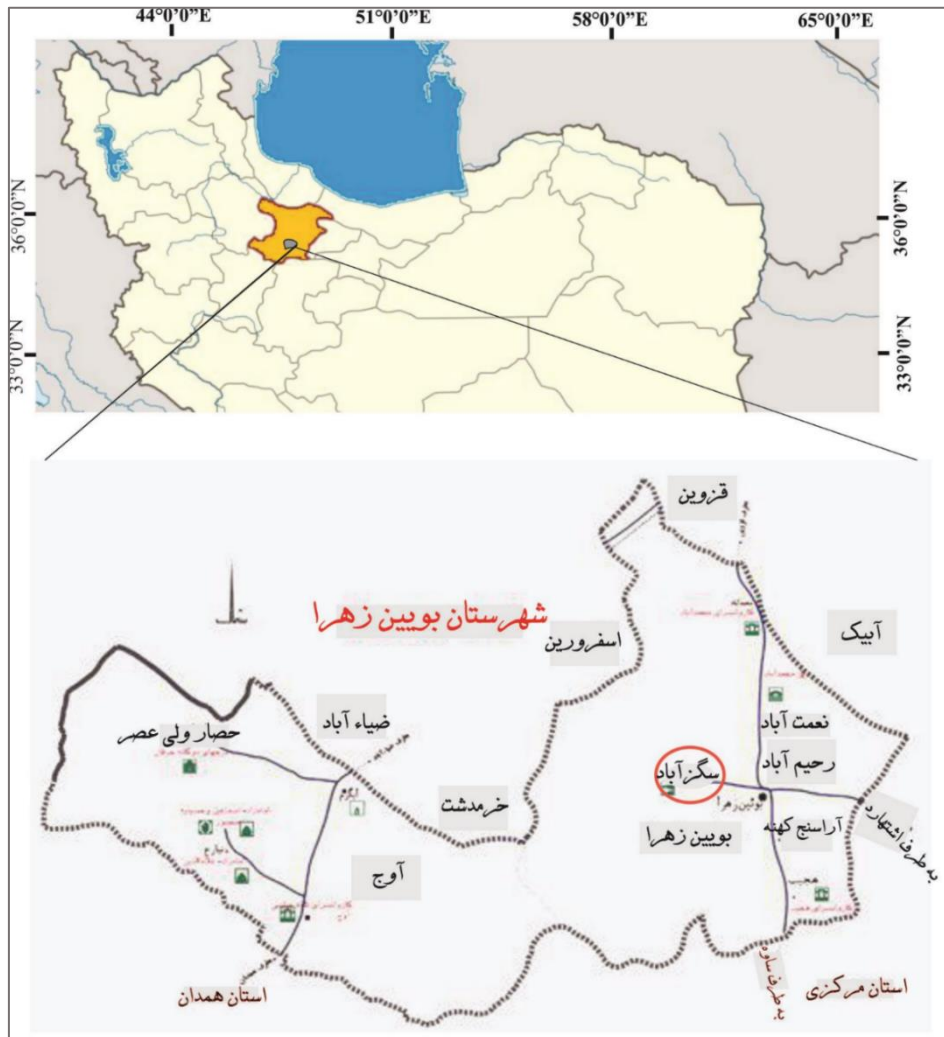 44°0'0"E
51°0'0"E
58°0'0"E
65°0'0"E
36°0'0"N
36°0'0"N
33°0'0"N
33°0'0"N
قزوین
شهرستان بویین زهرا
اسفرورین
آبیک
ضیاء آباد
حصار ولی عصر
نعمت آباد
رحیم آباد
سگزآباد
خرمدشت
بوئین زهرا
بویین زهرا
آراسنج کهنه
به طرف اشتهارد
آوج
استان همدان
به طرف ساوه
استان مرکزی